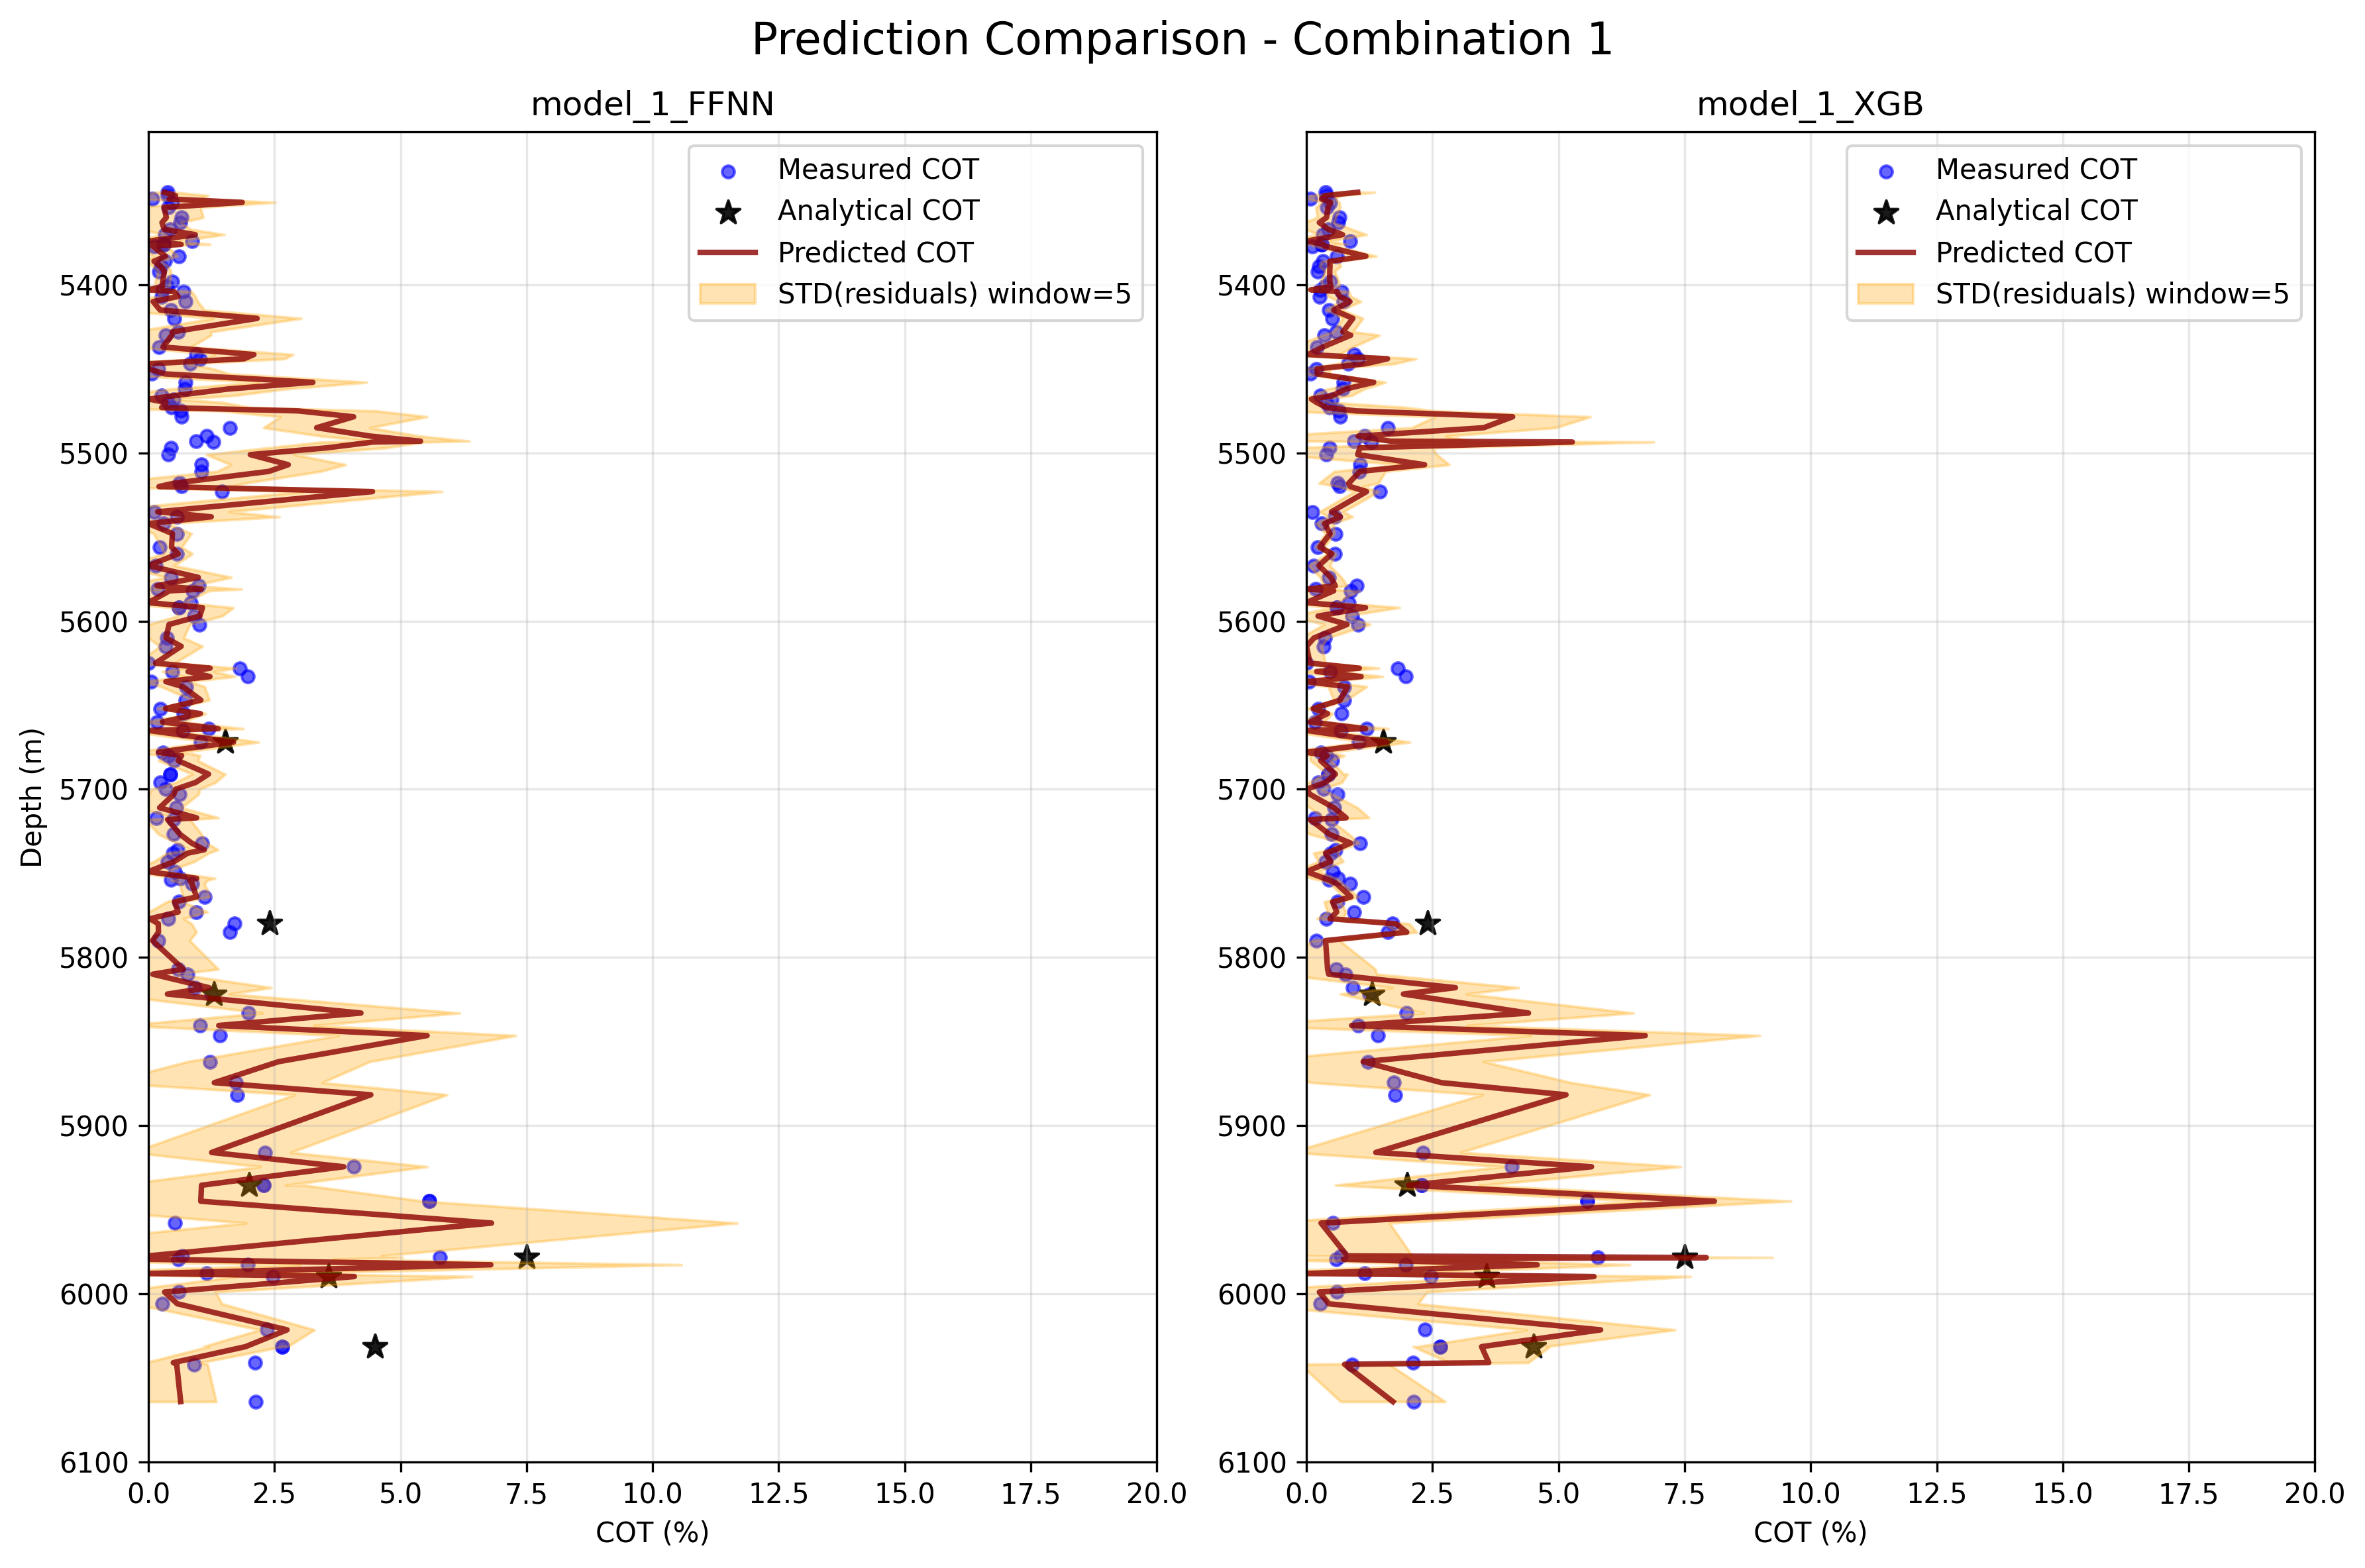 Prediction Comparison - Combination 1
model_1_FFNN
Measured COT
Analytical COT
Predicted COT
STD(residuals) window=5
Depth (m)
5400
5500
5600
5700
5800
5900
6000
6100
0.0 2.5 5.0 7.5 10.0 12.5 15.0 17.5 20.0
COT (%)
model_1_XGB
Measured COT
Analytical COT
Predicted COT
STD(residuals) window=5
5400
5500
5600
5700
5800
5900
6000
6100
0.0 2.5 5.0 7.5 10.0 12.5 15.0 17.5 20.0
COT (%)